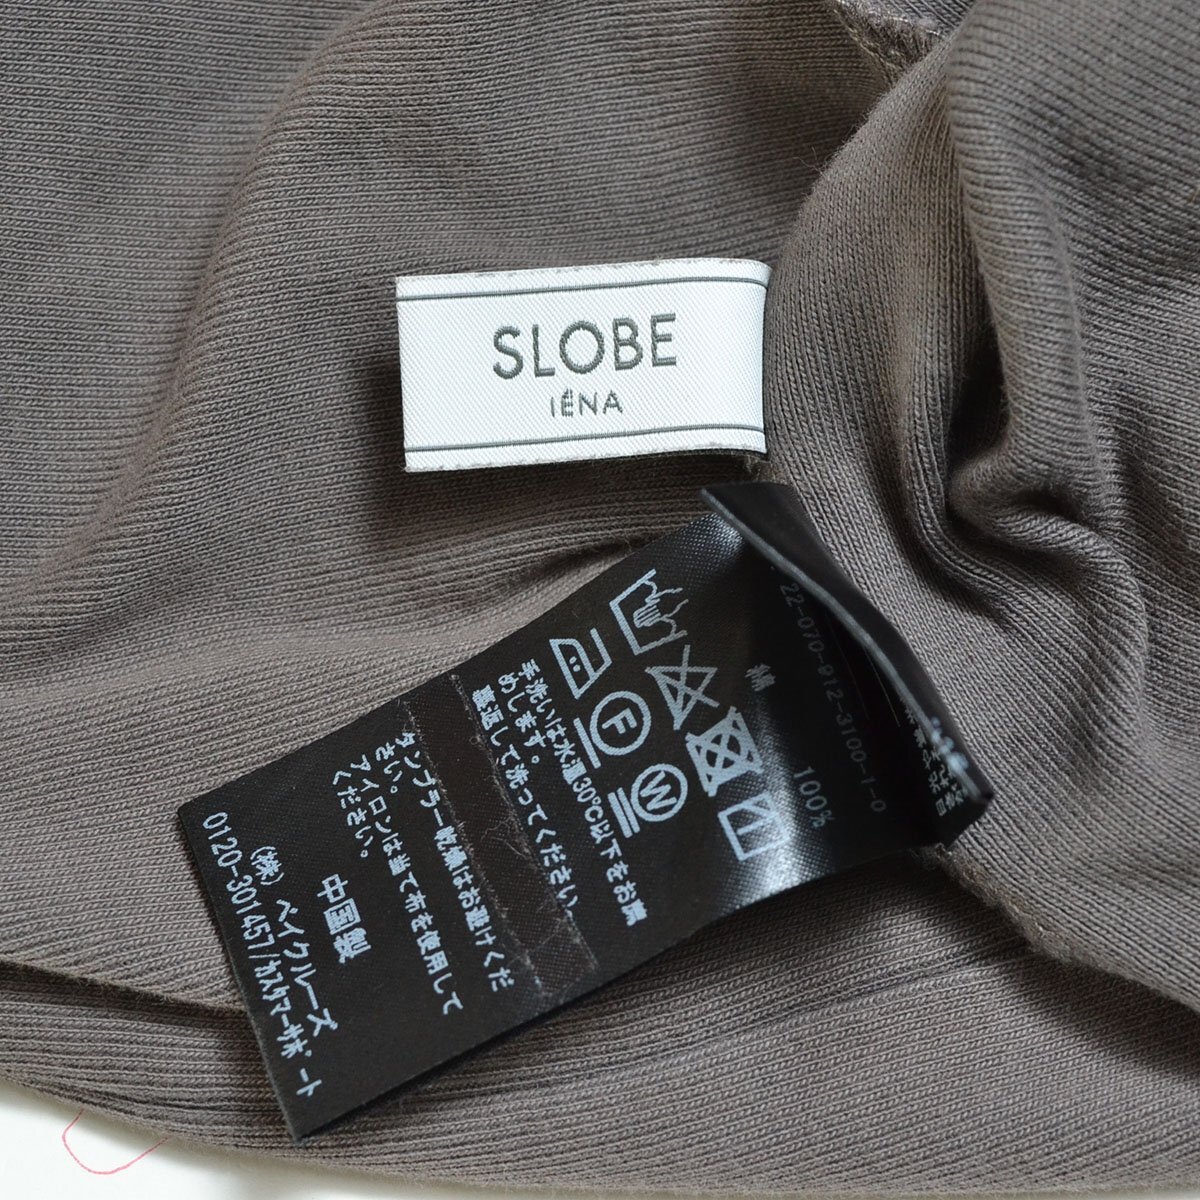 SLOBE
IÉNA
22-070-912-3100-1-0
綿 100%
手洗いは水温30℃以下をお薦
めします。
裏返して洗ってください。
タンブラー乾燥はお避けくだ
さい。
アイロンは当て布を使用して
ください。
中国製
(株)ベイクルーズ
0120-301457/カスタマーサポート
F
W